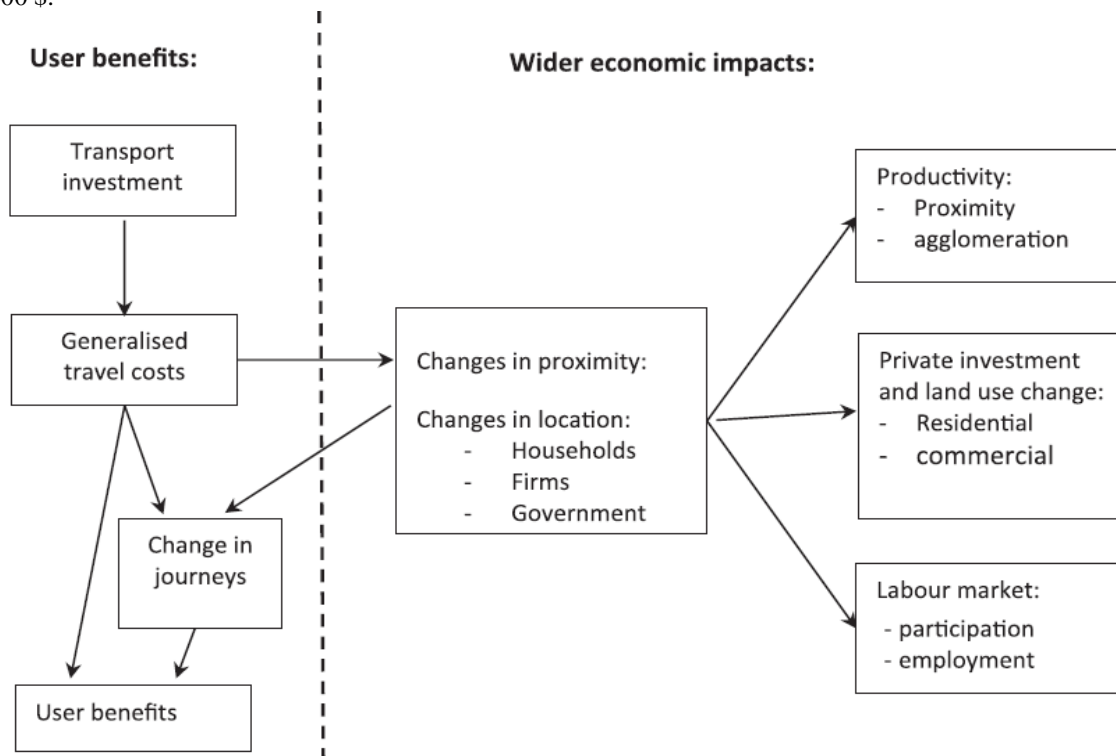 00 $.
User benefits:
Wider economic impacts:
Transport
investment
Generalised
travel costs
Change in
journeys
User benefits
Changes in proximity:
Changes in location:
- Households
- Firms
- Government
Productivity:
- Proximity
- agglomeration
Private investment
and land use change:
- Residential
- commercial
Labour market:
- participation
- employment